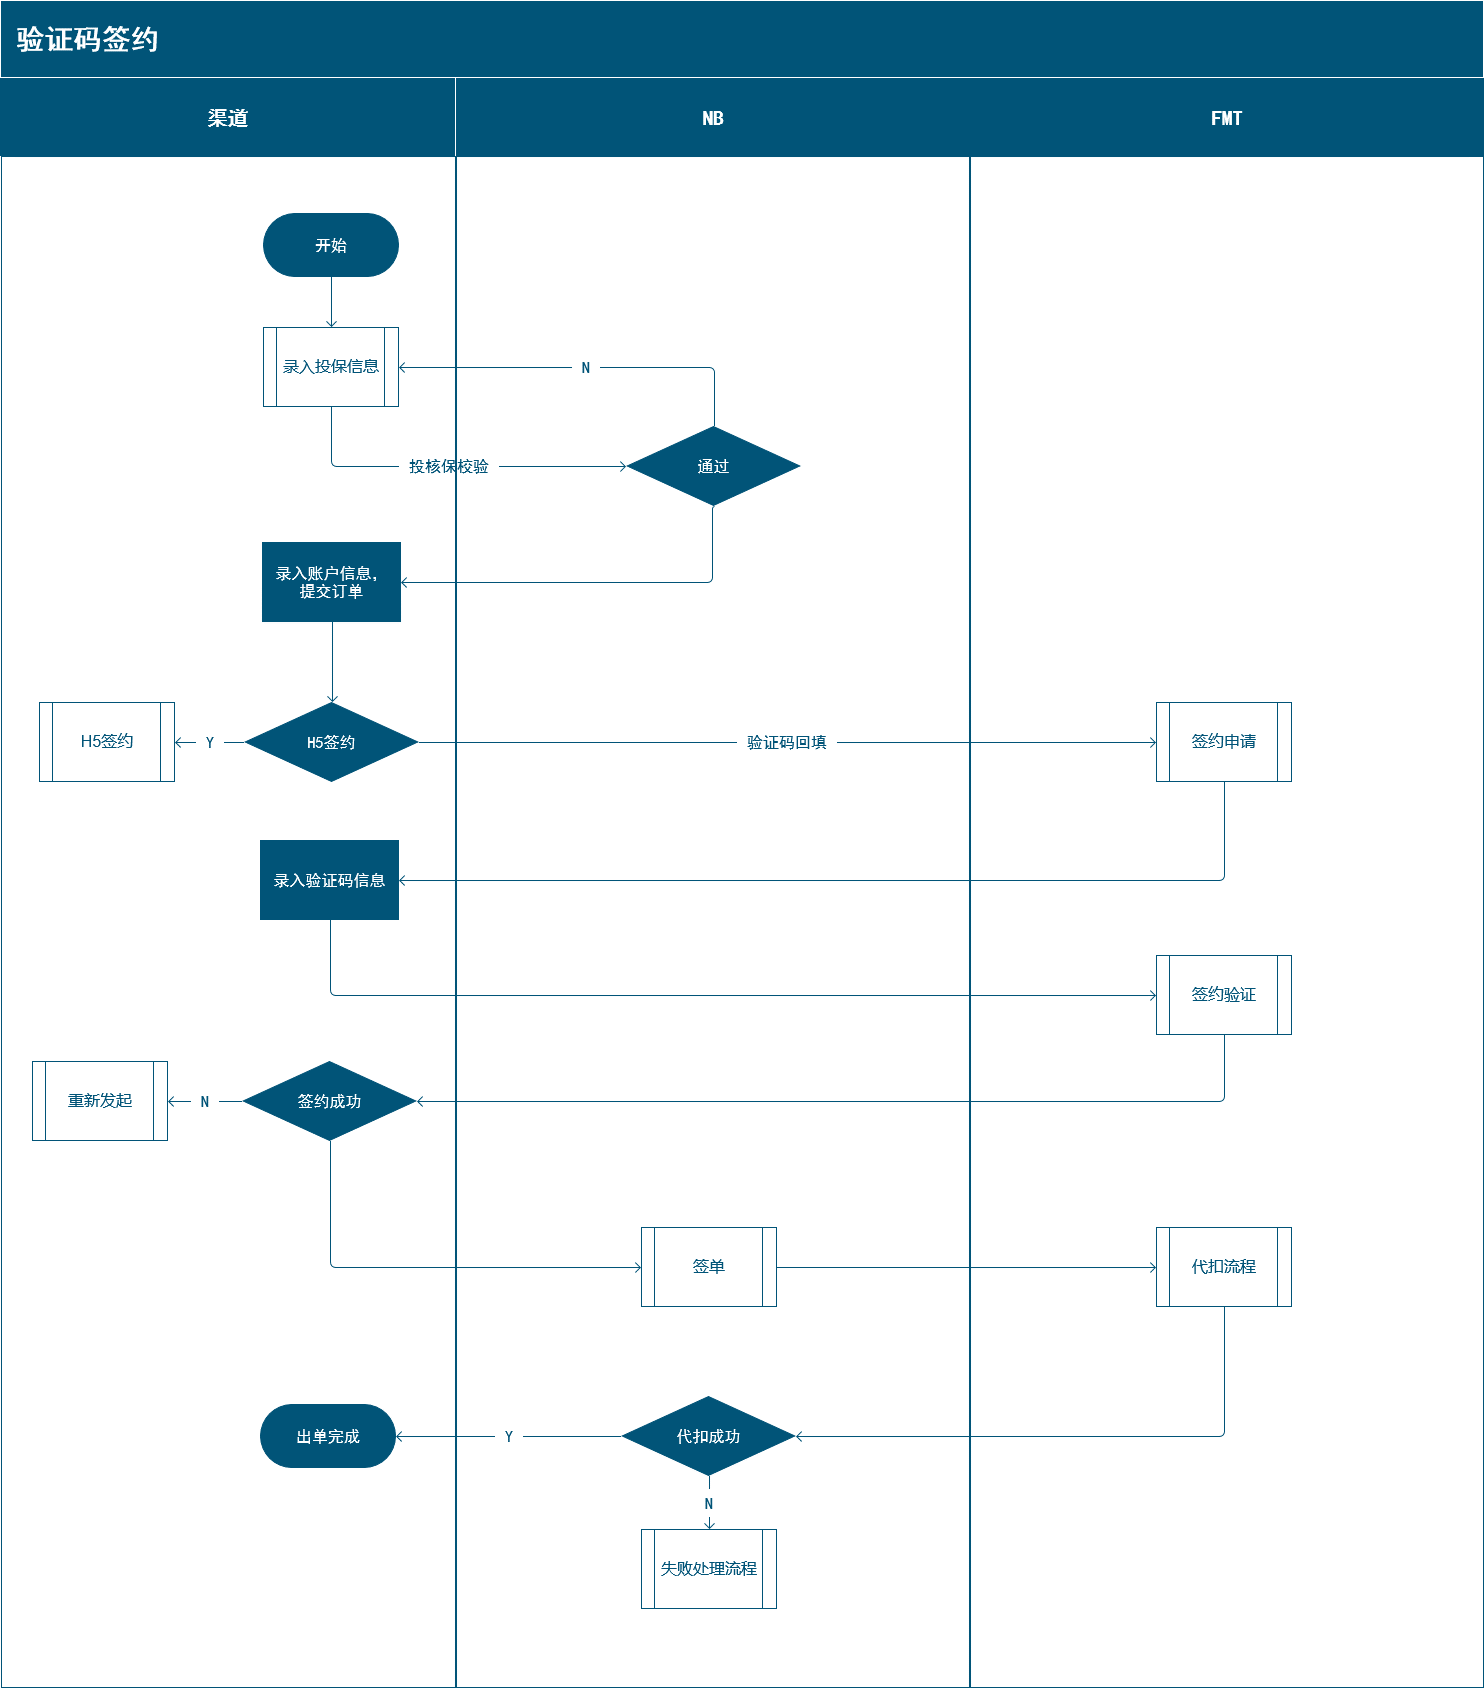 验证码签约
渠道
NB
FMT
开始
录入投保信息
N
投核保校验
通过
录入账户信息，
提交订单
H5签约
Y
H5签约
验证码回填
签约申请
录入验证码信息
签约验证
重新发起
N
签约成功
签单
代扣流程
出单完成
Y
代扣成功
N
失败处理流程